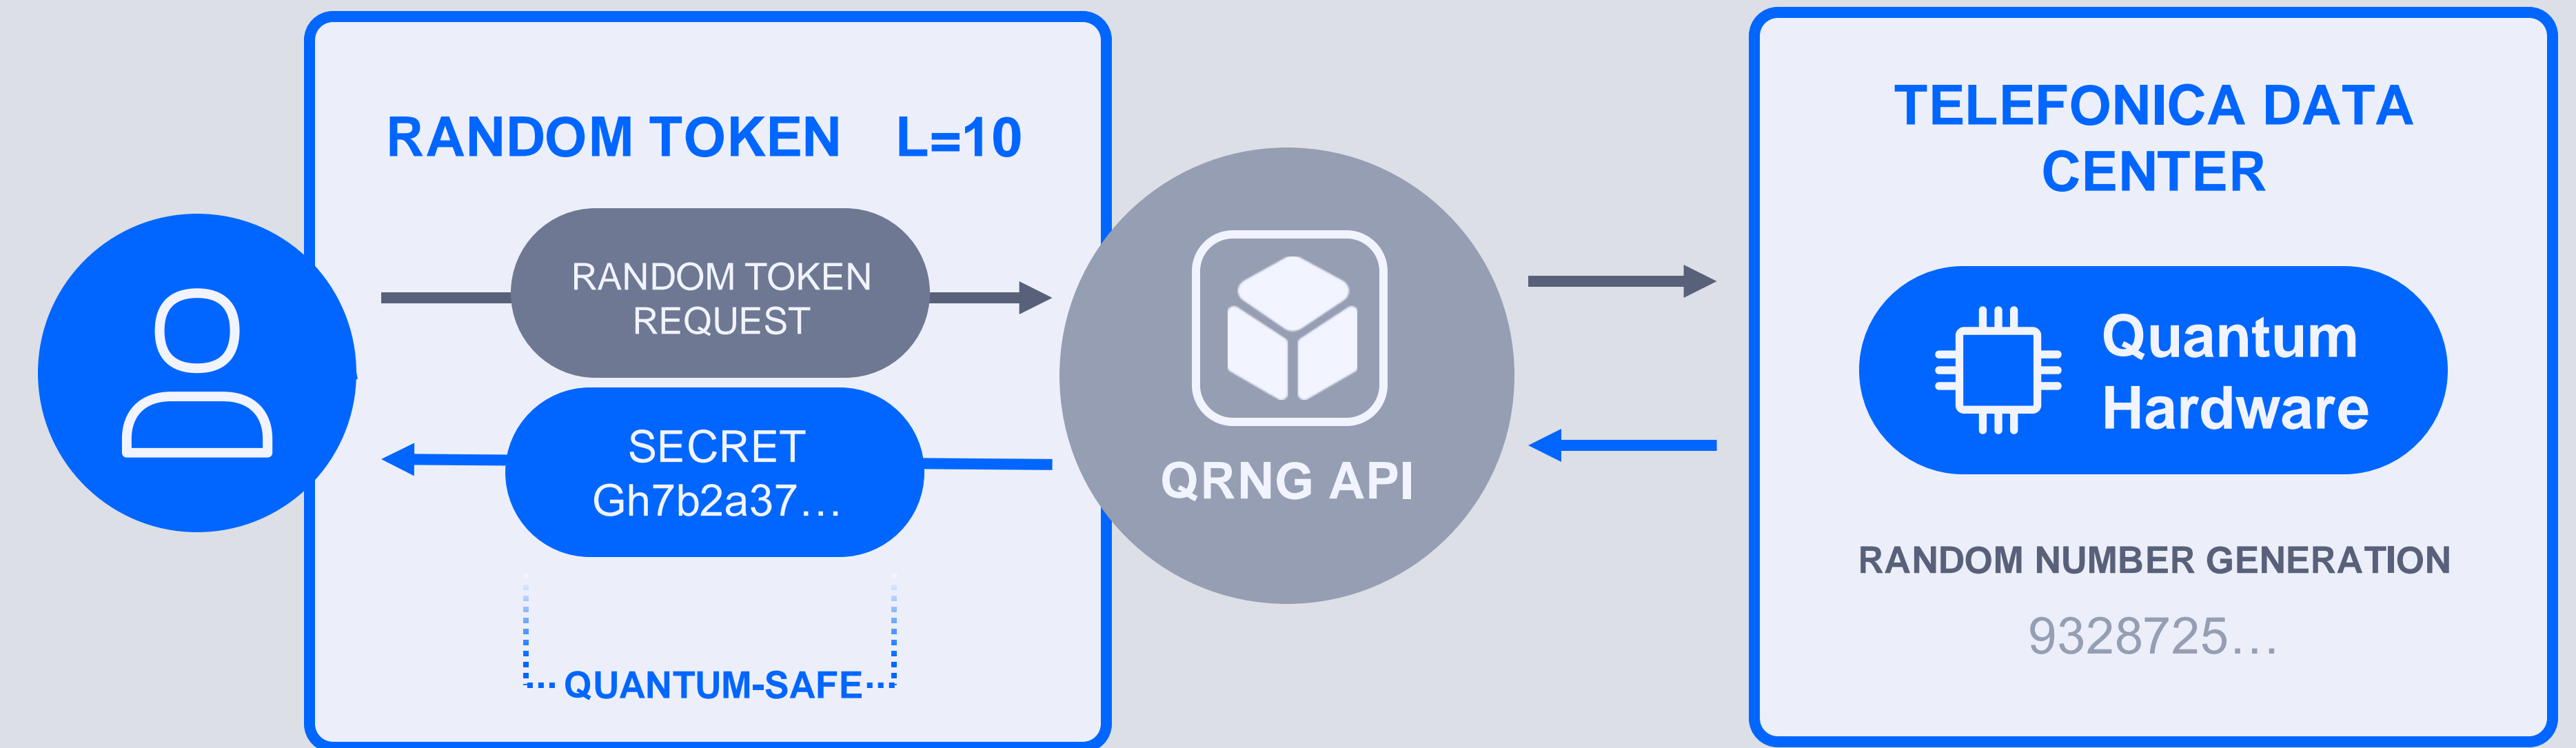 RANDOM TOKEN L=10
RANDOM TOKEN
REQUEST
SECRET
Gh7b2a37...
QUANTUM-SAFE
QRNG API
TELEFONICA DATA
CENTER
Quantum
Hardware
RANDOM NUMBER GENERATION
9328725...